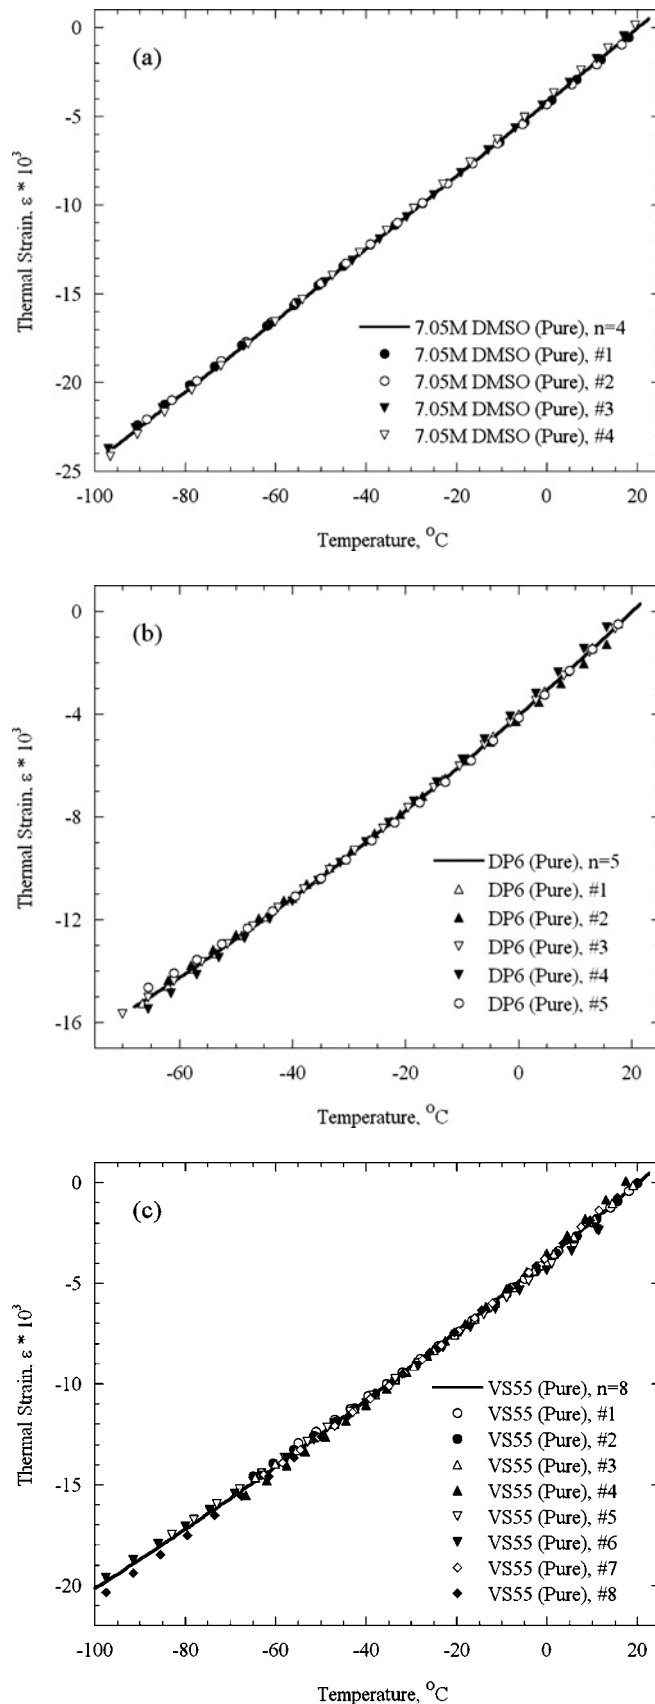 (a)
0
-5
-10
-15
-20
-25
Thermal Strain. ε * 10³
7.05M DMSO (Pure), n=4
7.05M DMSO (Pure), #1
7.05M DMSO (Pure), #2
7.05M DMSO (Pure), #3
7.05M DMSO (Pure), #4
-100 -80 -60 -40 -20 0 20
Temperature, °C
(b)
0
-4
-8
-12
-16
Thermal Strain. ε * 10³
DP6 (Pure), n=5
DP6 (Pure), #1
DP6 (Pure), #2
DP6 (Pure), #3
DP6 (Pure), #4
DP6 (Pure), #5
-60 -40 -20 0 20
Temperature, °C
(c)
0
-5
-10
-15
-20
Thermal Strain. ε * 10³
VS55 (Pure), n=8
VS55 (Pure), #1
VS55 (Pure), #2
VS55 (Pure), #3
VS55 (Pure), #4
VS55 (Pure), #5
VS55 (Pure), #6
VS55 (Pure), #7
VS55 (Pure), #8
-100 -80 -60 -40 -20 0 20
Temperature, °C